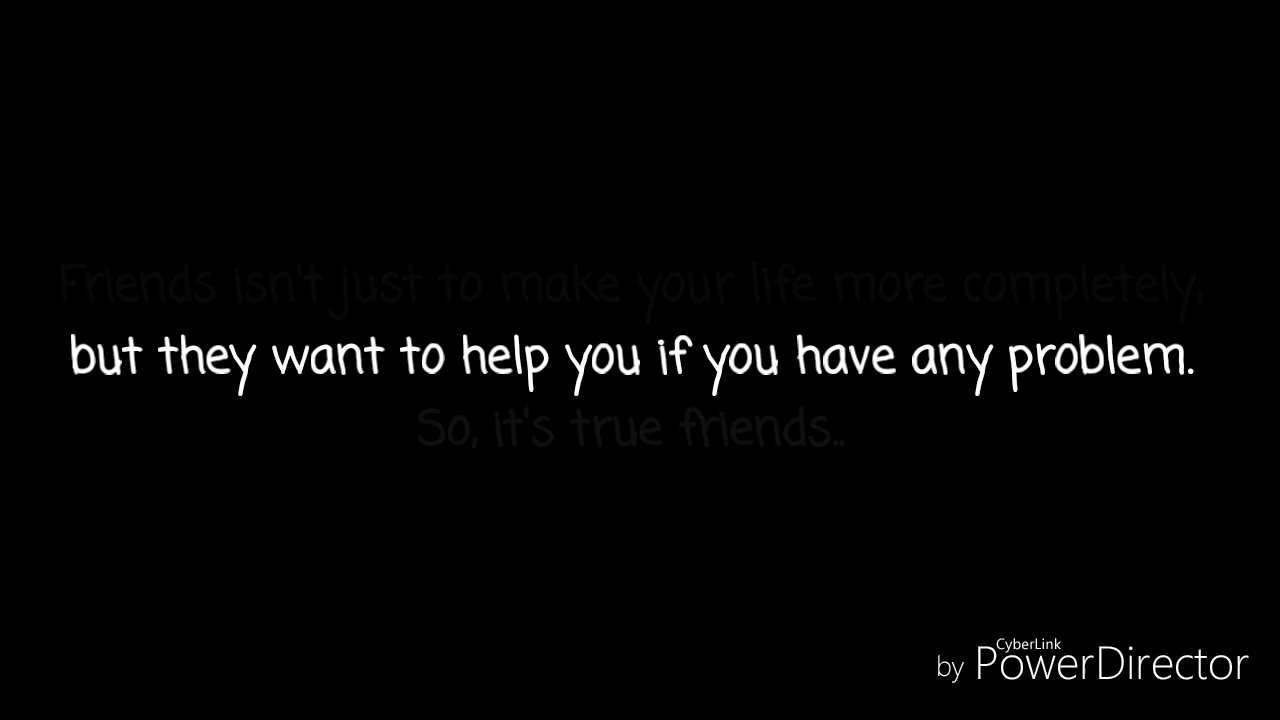 Friends isn't just to make your life more completely,
but they want to help you if you have any problem.
So, it's true friends..
by CyberLink PowerDirector